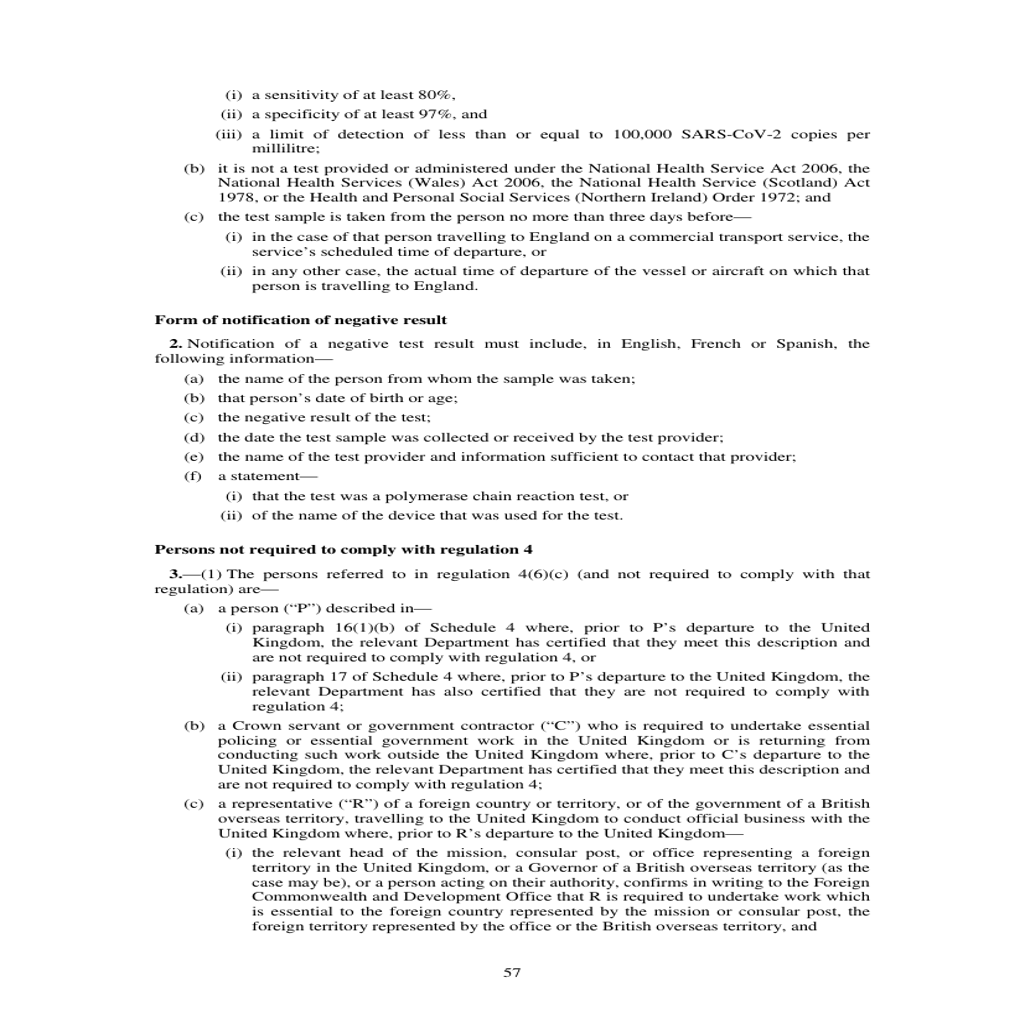 (i) a sensitivity of at least 80%,
(ii) a specificity of at least 97%, and
(iii) a limit of detection of less than or equal to 100,000 SARS-CoV-2 copies per
millilitre;
(b) it is not a test provided or administered under the National Health Service Act 2006, the
National Health Services (Wales) Act 2006, the National Health Service (Scotland) Act
1978, or the Health and Personal Social Services (Northern Ireland) Order 1972; and
(c) the test sample is taken from the person no more than three days before—
(i) in the case of that person travelling to England on a commercial transport service, the
service's scheduled time of departure, or
(ii) in any other case, the actual time of departure of the vessel or aircraft on which that
person is travelling to England.
Form of notification of negative result
2. Notification of a negative test result must include, in English, French or Spanish, the
following information—
(a) the name of the person from whom the sample was taken;
(b) that person's date of birth or age;
(c) the negative result of the test;
(d) the date the test sample was collected or received by the test provider;
(e) the name of the test provider and information sufficient to contact that provider;
(f) a statement—
(i) that the test was a polymerase chain reaction test, or
(ii) of the name of the device that was used for the test.
Persons not required to comply with regulation 4
3.—(1) The persons referred to in regulation 4(6)(c) (and not required to comply with that
regulation) are—
(a) a person ("P") described in—
(i) paragraph 16(1)(b) of Schedule 4 where, prior to P's departure to the United
Kingdom, the relevant Department has certified that they meet this description and
are not required to comply with regulation 4, or
(ii) paragraph 17 of Schedule 4 where, prior to P's departure to the United Kingdom, the
relevant Department has also certified that they are not required to comply with
regulation 4;
(b) a Crown servant or government contractor ("C") who is required to undertake essential
policing or essential government work in the United Kingdom or is returning from
conducting such work outside the United Kingdom where, prior to C's departure to the
United Kingdom, the relevant Department has certified that they meet this description and
are not required to comply with regulation 4;
(c) a representative ("R") of a foreign country or territory, or of the government of a British
overseas territory, travelling to the United Kingdom to conduct official business with the
United Kingdom where, prior to R's departure to the United Kingdom—
(i) the relevant head of the mission, consular post, or office representing a foreign
territory in the United Kingdom, or a Governor of a British overseas territory (as the
case may be), or a person acting on their authority, confirms in writing to the Foreign
Commonwealth and Development Office that R is required to undertake work which
is essential to the foreign country represented by the mission or consular post, the
foreign territory represented by the office or the British overseas territory, and
57